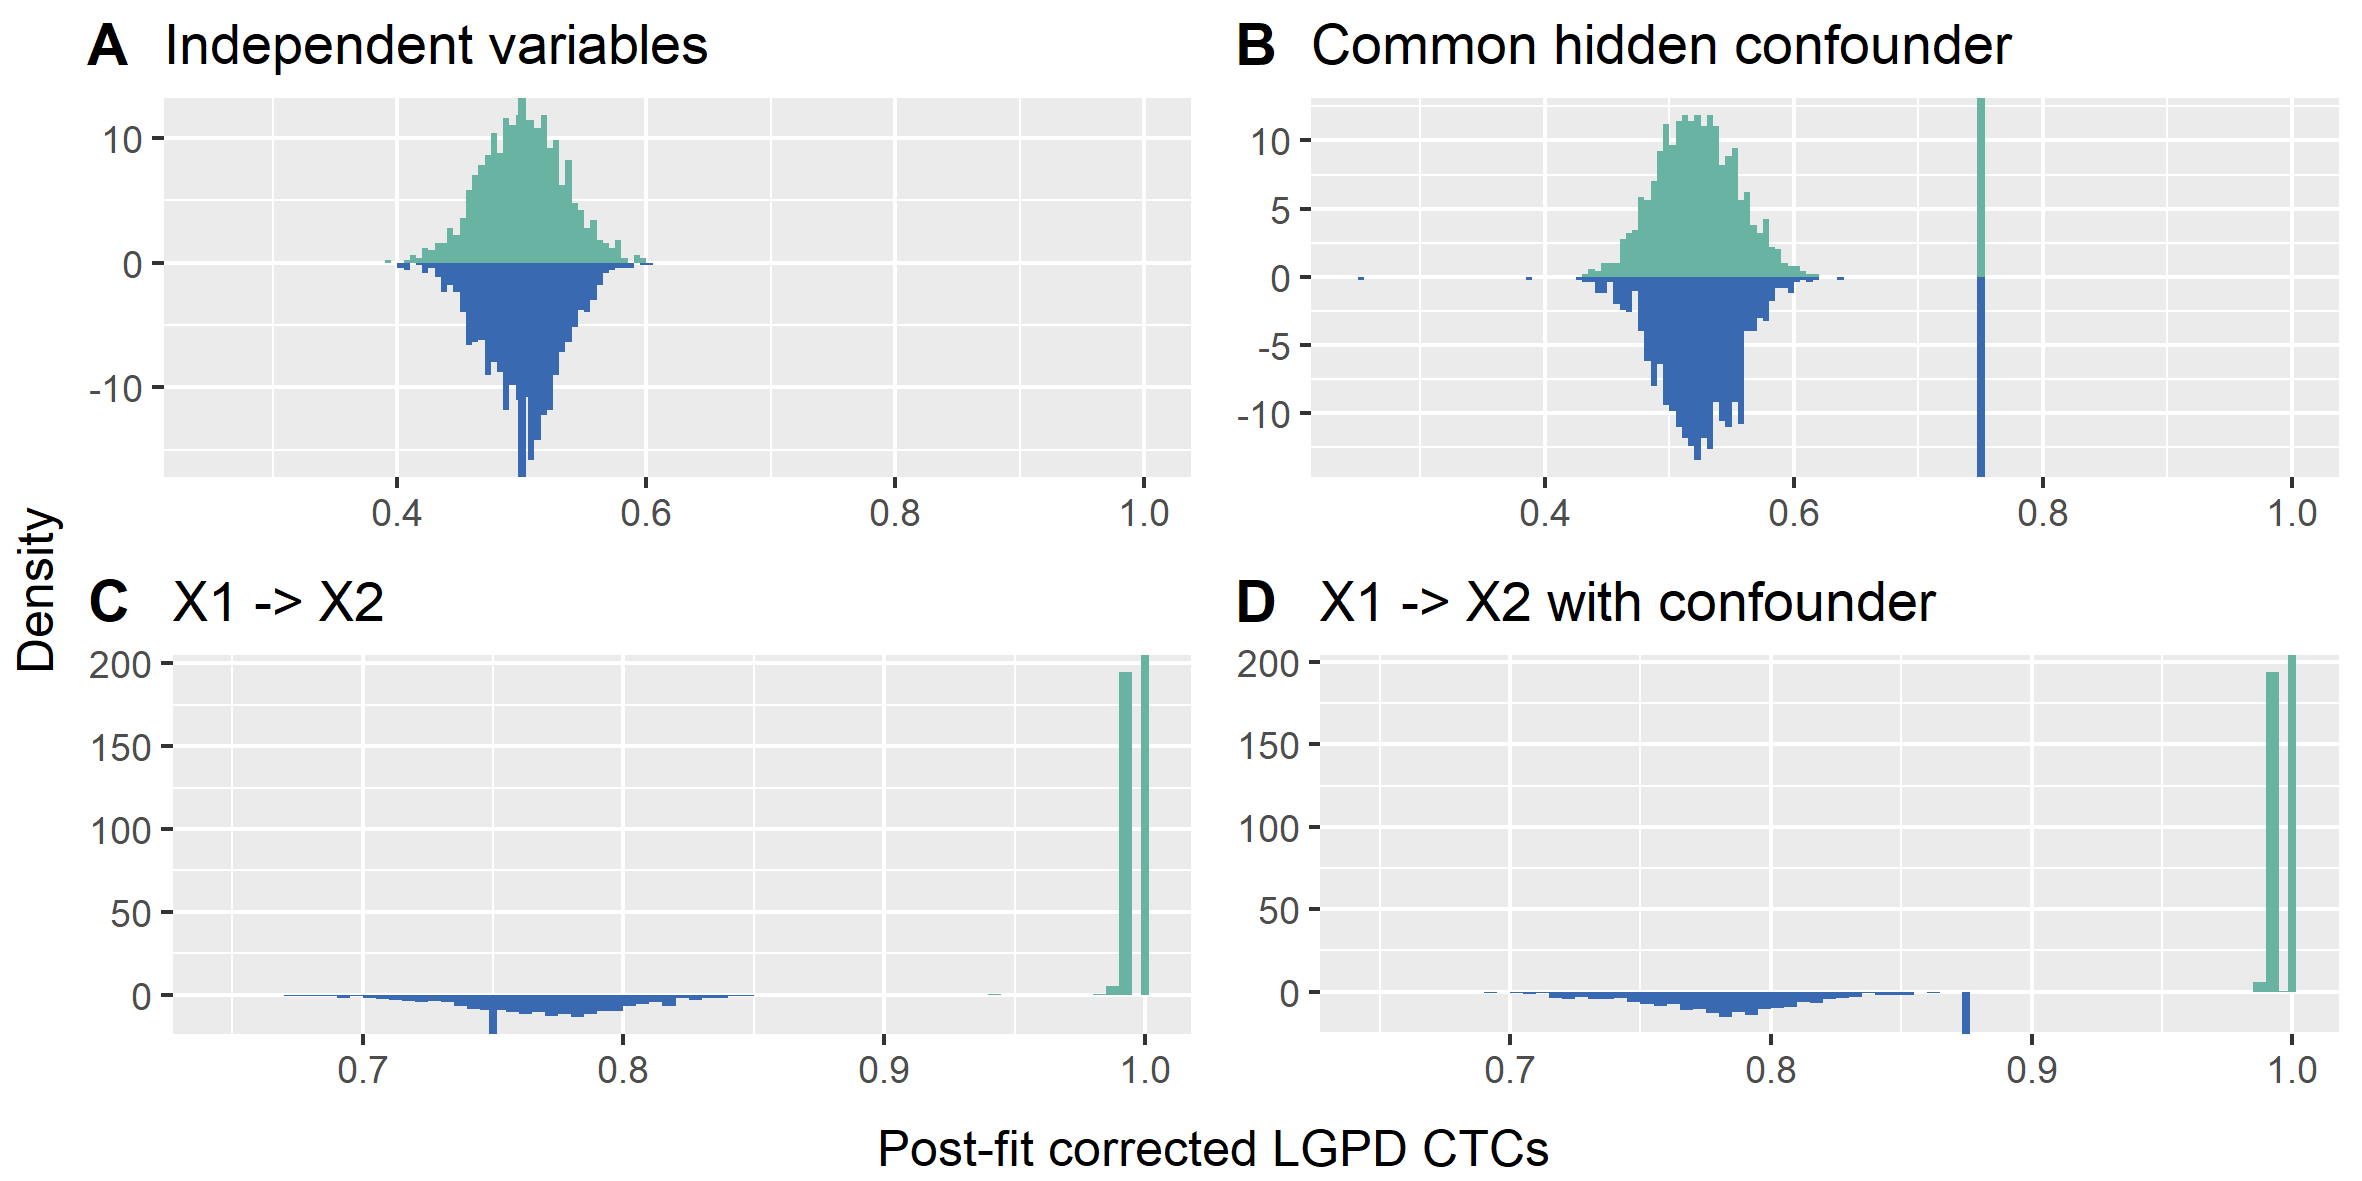 A Independent variables
B Common hidden confounder
10
0
-10
0.4 0.6 0.8 1.0
10
5
0
-5
-10
0.4 0.6 0.8 1.0
Density
C X1 -> X2
D X1 -> X2 with confounder
200
150
100
50
0
0.7 0.8 0.9 1.0
200
150
100
50
0
0.7 0.8 0.9 1.0
Post-fit corrected LGPD CTCs